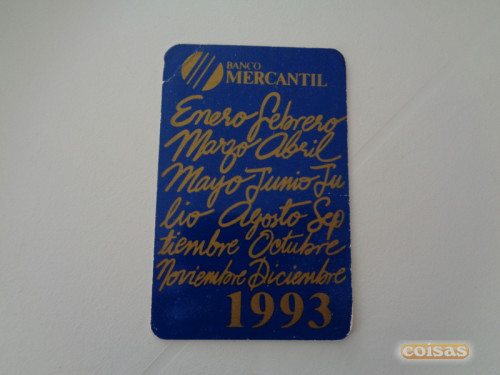 BANCO
MERCANTIL
Enero Febrero
Marzo Abril
Mayo Junio Ju
lio Agosto Sep
tiembre Octubre
Noviembre Diciembre
1993
coisas